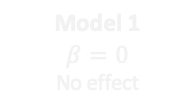 Model 1
β = 0
No effect